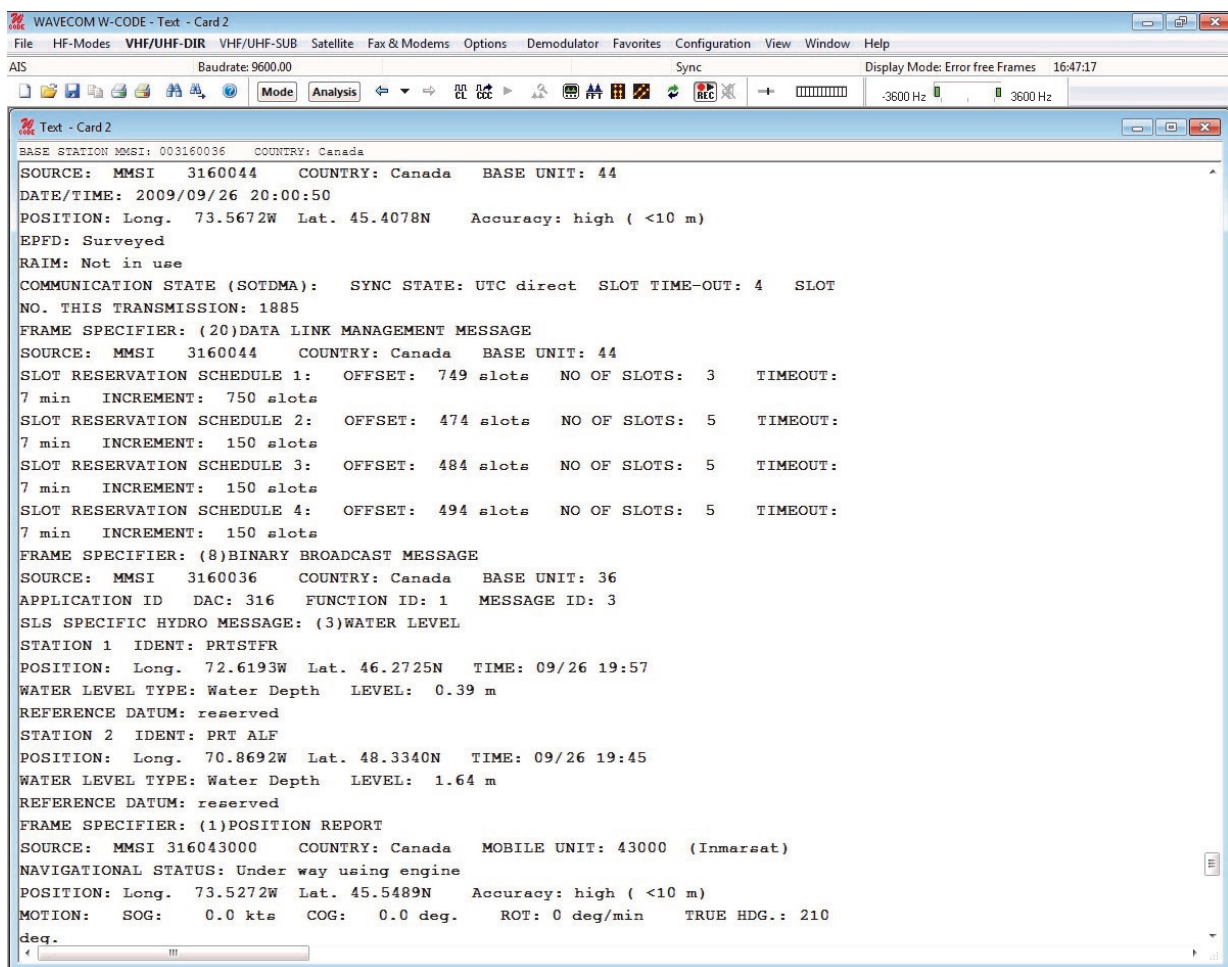 WAVECOM W-CODE - Text - Card 2
File HF-Modes VHF/UHF-DIR VHF/UHF-SUB Satellite Fax & Modems Options Demodulator Favorites Configuration View Window Help
AIS Baudrate: 9600.00 Sync Display Mode: Error free Frames 16:47:17
Mode Analysis CL CCC REC -3600 Hz 3600 Hz
Text - Card 2
BASE STATION MMSI: 003160036 COUNTRY: Canada
SOURCE: MMSI 3160044 COUNTRY: Canada BASE UNIT: 44
DATE/TIME: 2009/09/26 20:00:50
POSITION: Long. 73.5672W Lat. 45.4078N Accuracy: high ( <10 m)
EPFD: Surveyed
RAIM: Not in use
COMMUNICATION STATE (SOTDMA): SYNC STATE: UTC direct SLOT TIME-OUT: 4 SLOT
NO. THIS TRANSMISSION: 1885
FRAME SPECIFIER: (20)DATA LINK MANAGEMENT MESSAGE
SOURCE: MMSI 3160044 COUNTRY: Canada BASE UNIT: 44
SLOT RESERVATION SCHEDULE 1: OFFSET: 749 slots NO OF SLOTS: 3 TIMEOUT:
7 min INCREMENT: 750 slots
SLOT RESERVATION SCHEDULE 2: OFFSET: 474 slots NO OF SLOTS: 5 TIMEOUT:
7 min INCREMENT: 150 slots
SLOT RESERVATION SCHEDULE 3: OFFSET: 484 slots NO OF SLOTS: 5 TIMEOUT:
7 min INCREMENT: 150 slots
SLOT RESERVATION SCHEDULE 4: OFFSET: 494 slots NO OF SLOTS: 5 TIMEOUT:
7 min INCREMENT: 150 slots
FRAME SPECIFIER: (8)BINARY BROADCAST MESSAGE
SOURCE: MMSI 3160036 COUNTRY: Canada BASE UNIT: 36
APPLICATION ID DAC: 316 FUNCTION ID: 1 MESSAGE ID: 3
SLS SPECIFIC HYDRO MESSAGE: (3)WATER LEVEL
STATION 1 IDENT: PRTSTFR
POSITION: Long. 72.6193W Lat. 46.2725N TIME: 09/26 19:57
WATER LEVEL TYPE: Water Depth LEVEL: 0.39 m
REFERENCE DATUM: reserved
STATION 2 IDENT: PRT ALF
POSITION: Long. 70.8692W Lat. 48.3340N TIME: 09/26 19:45
WATER LEVEL TYPE: Water Depth LEVEL: 1.64 m
REFERENCE DATUM: reserved
FRAME SPECIFIER: (1)POSITION REPORT
SOURCE: MMSI 316043000 COUNTRY: Canada MOBILE UNIT: 43000 (Inmarsat)
NAVIGATIONAL STATUS: Under way using engine
POSITION: Long. 73.5272W Lat. 45.5489N Accuracy: high ( <10 m)
MOTION: SOG: 0.0 kts COG: 0.0 deg. ROT: 0 deg/min TRUE HDG.: 210
deg.